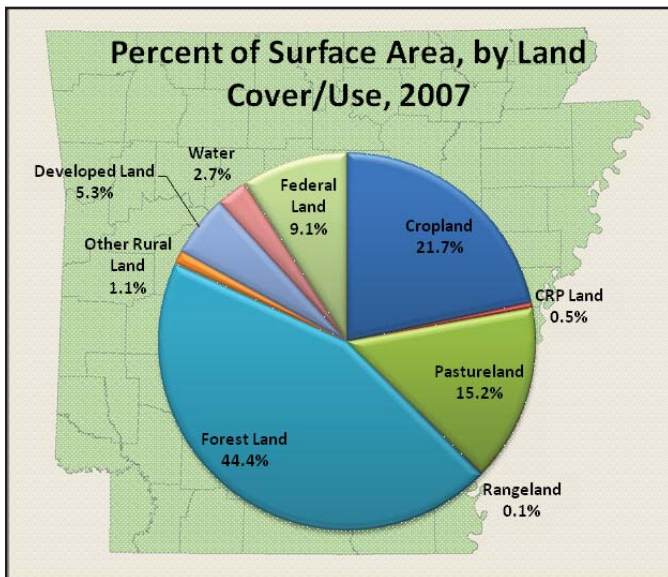 Percent of Surface Area, by Land
Cover/Use, 2007
Water
2.7%
Developed Land
5.3%
Federal
Land
9.1%
Cropland
21.7%
Other Rural
Land
1.1%
CRP Land
0.5%
Pastureland
15.2%
Forest Land
44.4%
Rangeland
0.1%